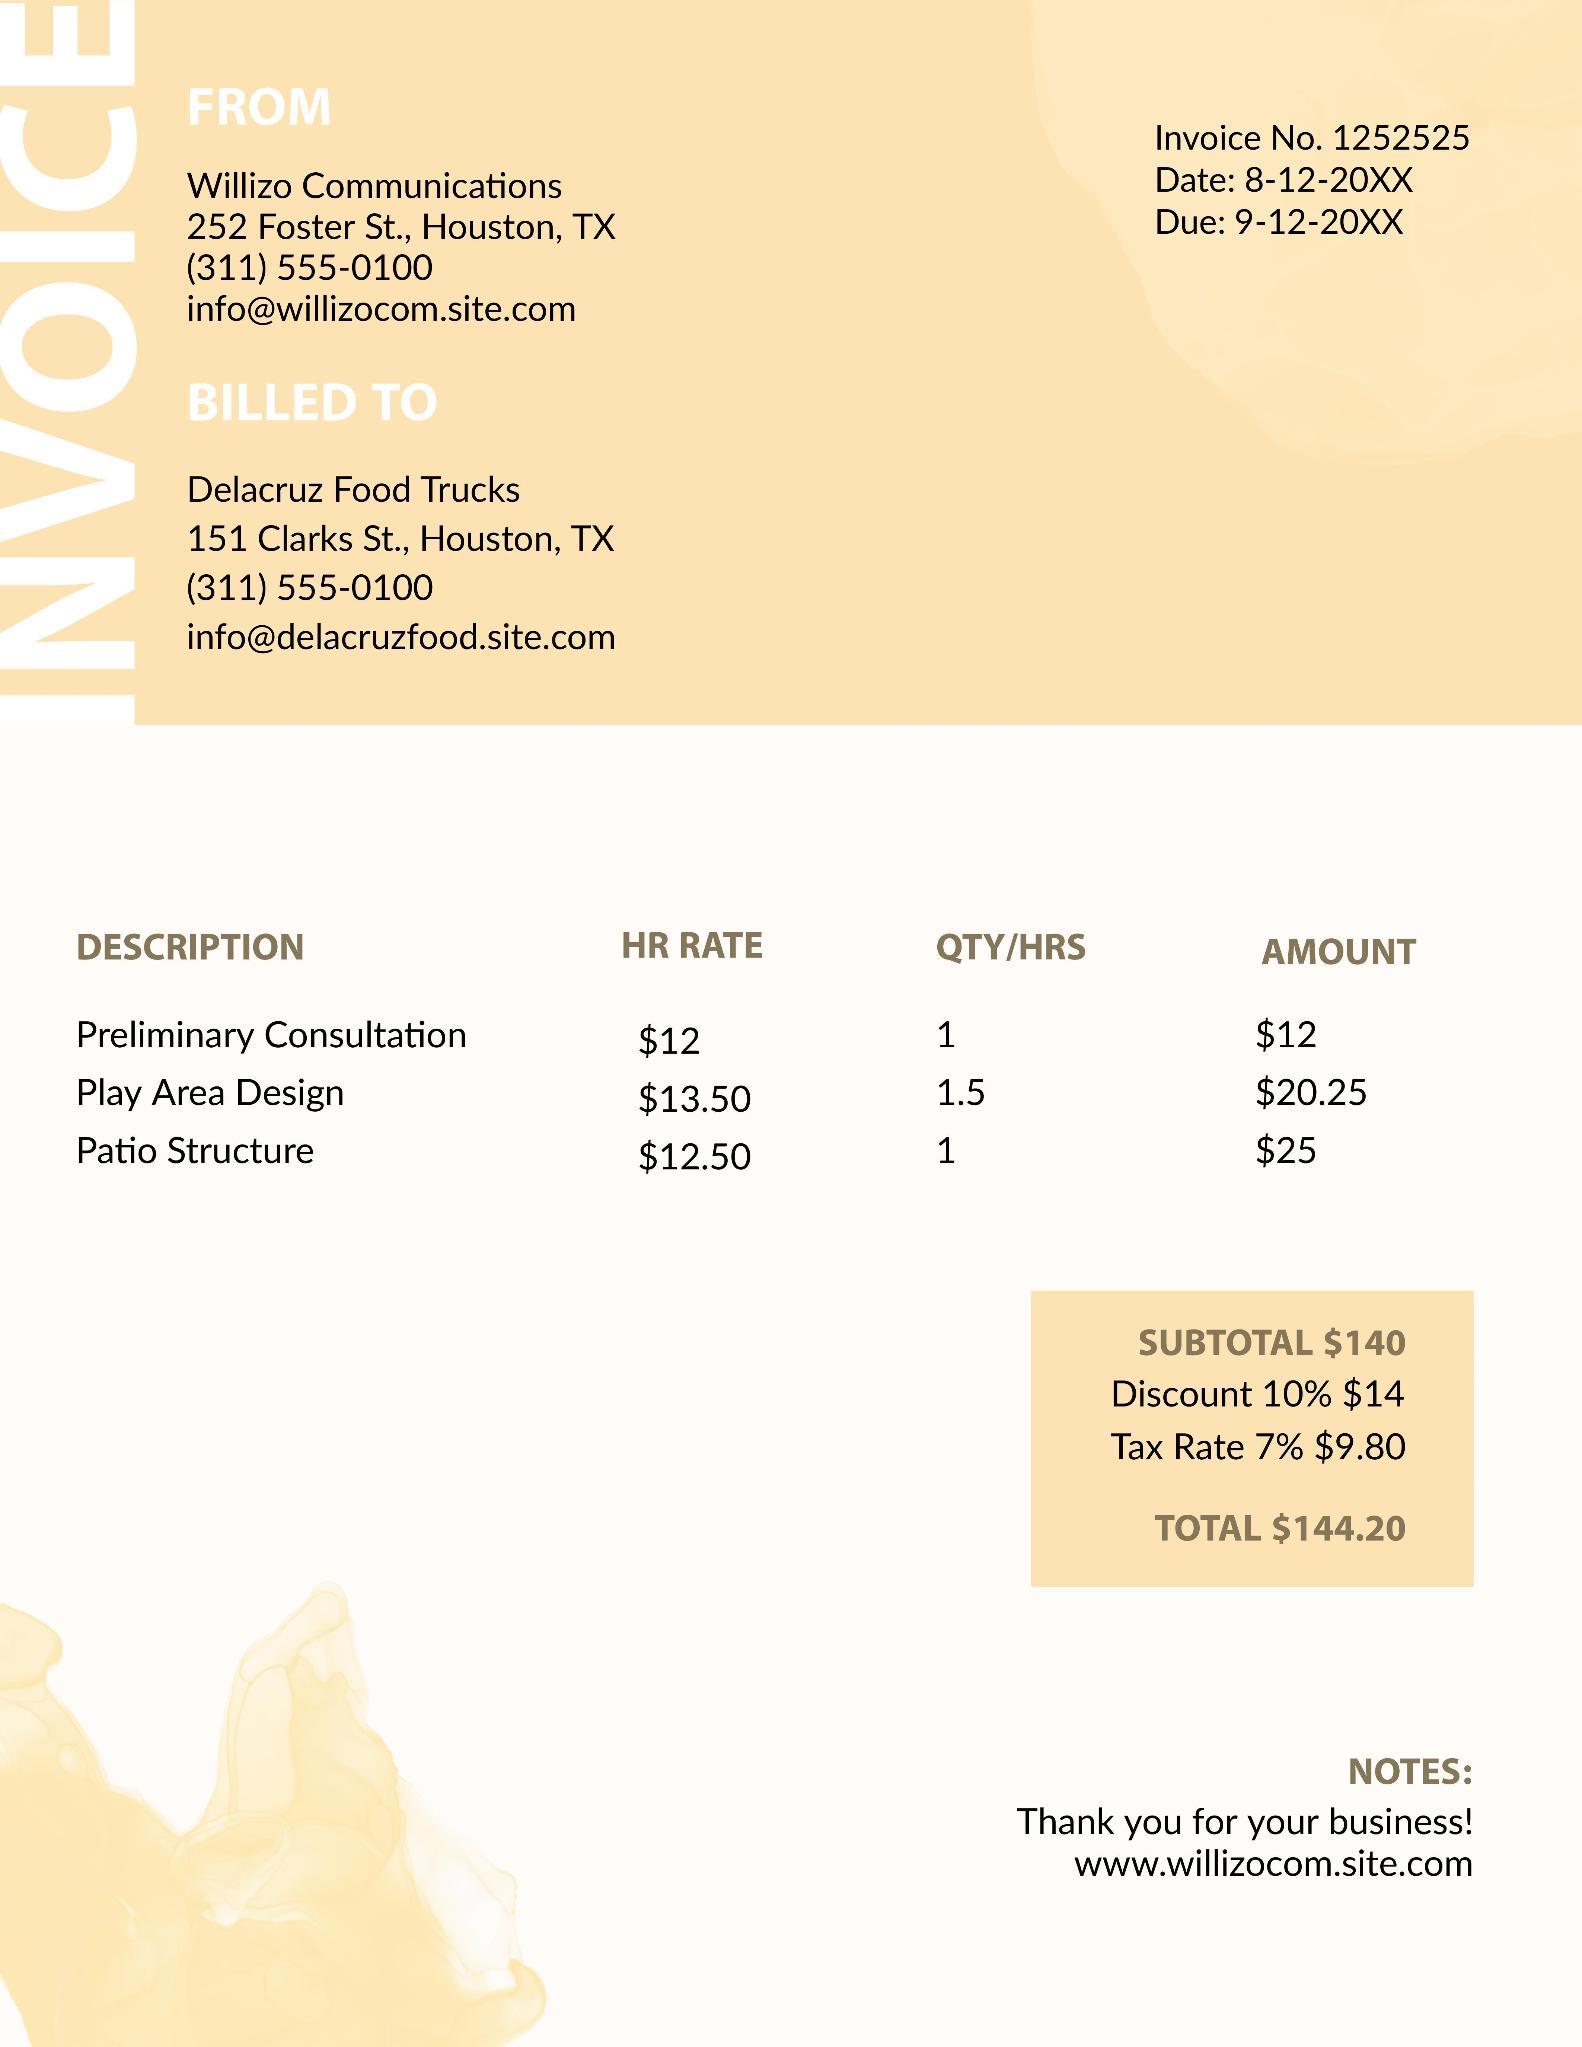 INVOICE
FROM
Willizo Communications
252 Foster St., Houston, TX
(311) 555-0100
info@willizocom.site.com
Invoice No. 1252525
Date: 8-12-20XX
Due: 9-12-20XX
BILLED TO
Delacruz Food Trucks
151 Clarks St., Houston, TX
(311) 555-0100
info@delacruzfood.site.com
DESCRIPTION HR RATE QTY/HRS AMOUNT
Preliminary Consultation $12 1 $12
Play Area Design $13.50 1.5 $20.25
Patio Structure $12.50 1 $25
SUBTOTAL $140
Discount 10% $14
Tax Rate 7% $9.80
TOTAL $144.20
NOTES:
Thank you for your business!
www.willizocom.site.com